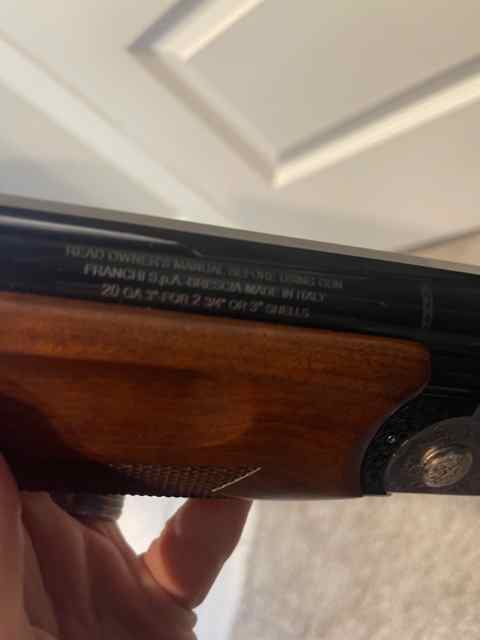 READ OWNER'S MANUAL BEFORE USING GUN
FRANCHI S.p.A.-BRESCIA MADE IN ITALY
20 GA 3" FOR 2 3/4" OR 3" SHELLS